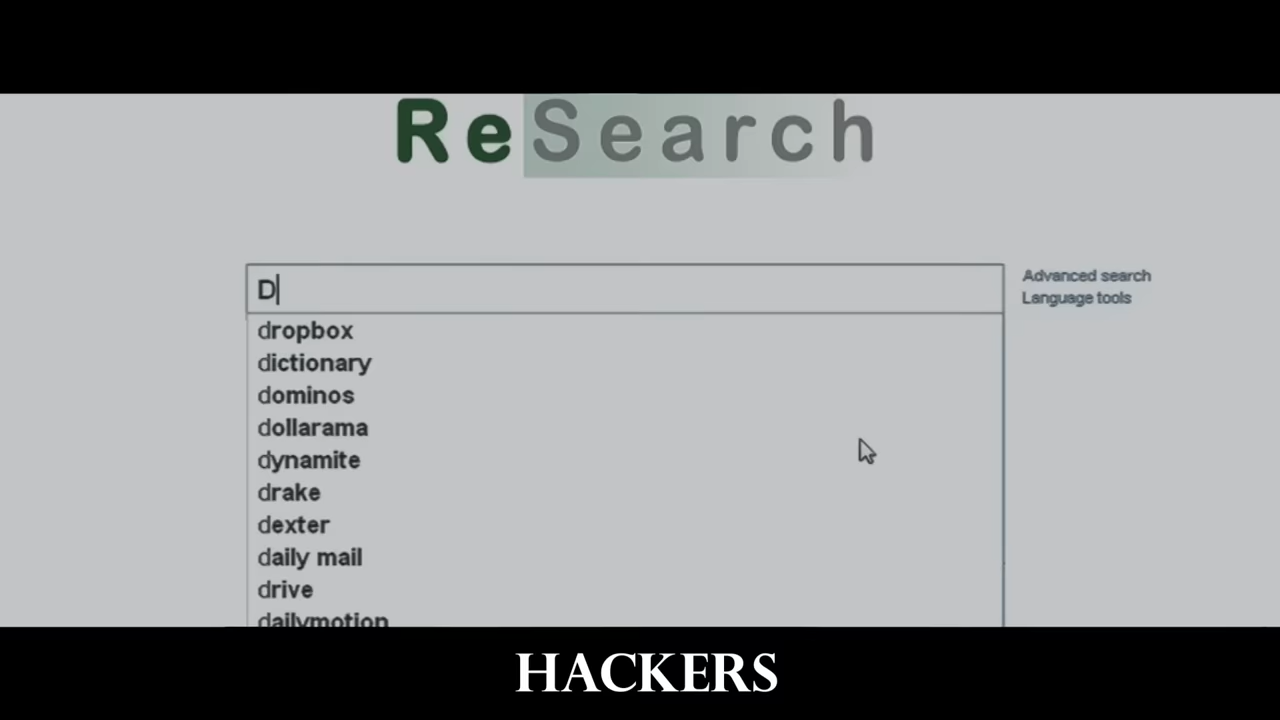 ReSearch
D
Advanced search
Language tools
dropbox
dictionary
dominos
dollarama
dynamite
drake
dexter
daily mail
drive
dailymotion
HACKERS